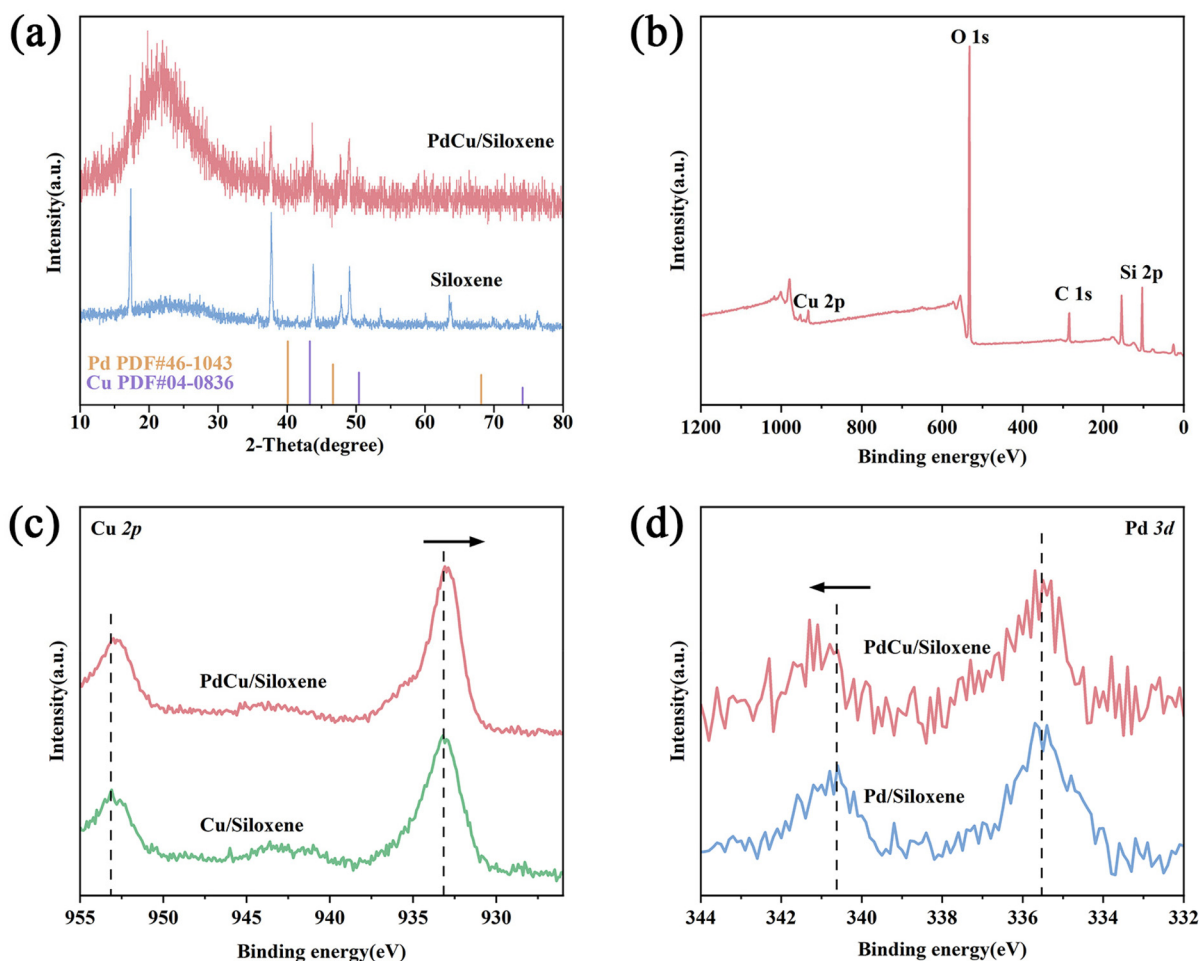 (a)
Intensity(a.u.)
PdCu/Siloxene
Siloxene
Pd PDF#46-1043
Cu PDF#04-0836
10 20 30 40 50 60 70 80
2-Theta(degree)
(b)
Intensity(a.u.)
O 1s
Cu 2p
C 1s
Si 2p
1200 1000 800 600 400 200 0
Binding energy(eV)
(c)
Intensity(a.u.)
Cu 2p
PdCu/Siloxene
Cu/Siloxene
955 950 945 940 935 930
Binding energy(eV)
(d)
Intensity(a.u.)
Pd 3d
PdCu/Siloxene
Pd/Siloxene
344 342 340 338 336 334 332
Binding energy(eV)